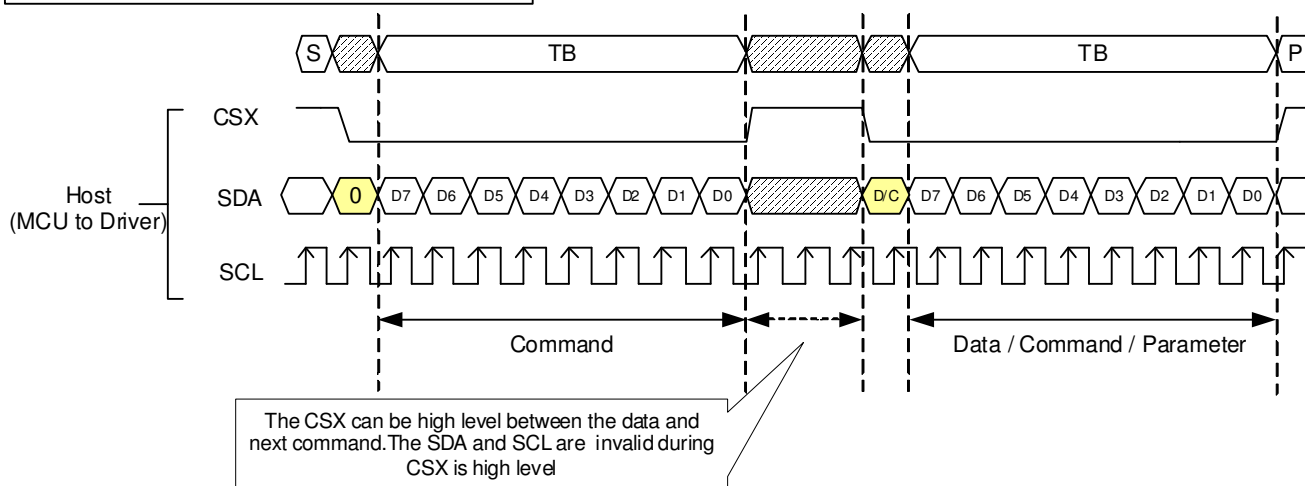 S TB TB P
CSX
Host
(MCU to Driver)
SDA 0 D7 D6 D5 D4 D3 D2 D1 D0 D/C D7 D6 D5 D4 D3 D2 D1 D0
SCL
Command Data / Command / Parameter
The CSX can be high level between the data and
next command.The SDA and SCL are invalid during
CSX is high level